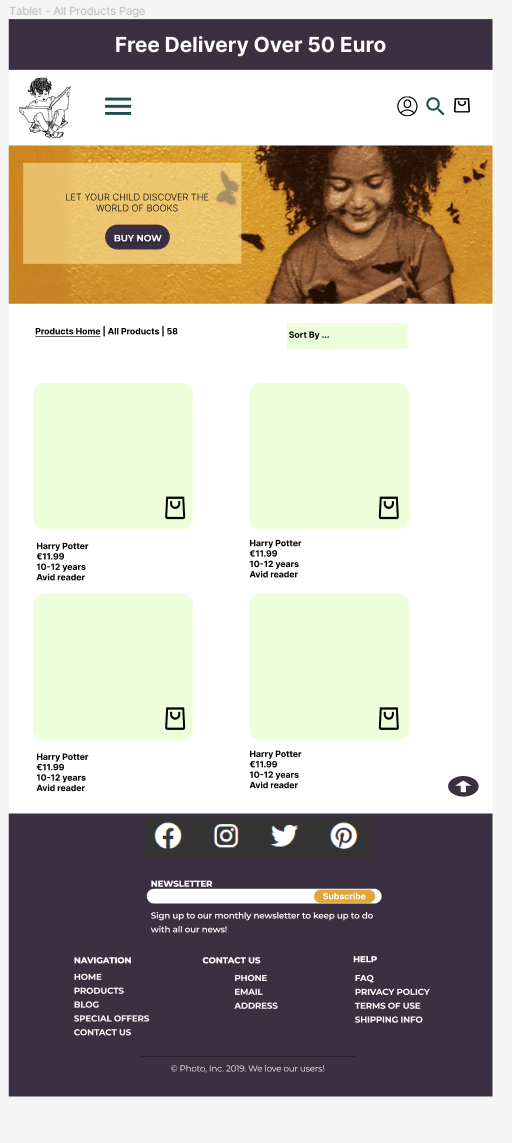 Tablet - All Products Page
Free Delivery Over 50 Euro
LET YOUR CHILD DISCOVER THE
WORLD OF BOOKS
BUY NOW
Products Home | All Products | 58
Sort By ...
Harry Potter
€11.99
10-12 years
Avid reader
Harry Potter
€11.99
10-12 years
Avid reader
Harry Potter
€11.99
10-12 years
Avid reader
Harry Potter
€11.99
10-12 years
Avid reader
NEWSLETTER
Subscribe
Sign up to our monthly newsletter to keep up to do
with all our news!
NAVIGATION
HOME
PRODUCTS
BLOG
SPECIAL OFFERS
CONTACT US
CONTACT US
PHONE
EMAIL
ADDRESS
HELP
FAQ
PRIVACY POLICY
TERMS OF USE
SHIPPING INFO
© Photo, Inc. 2019. We love our users!